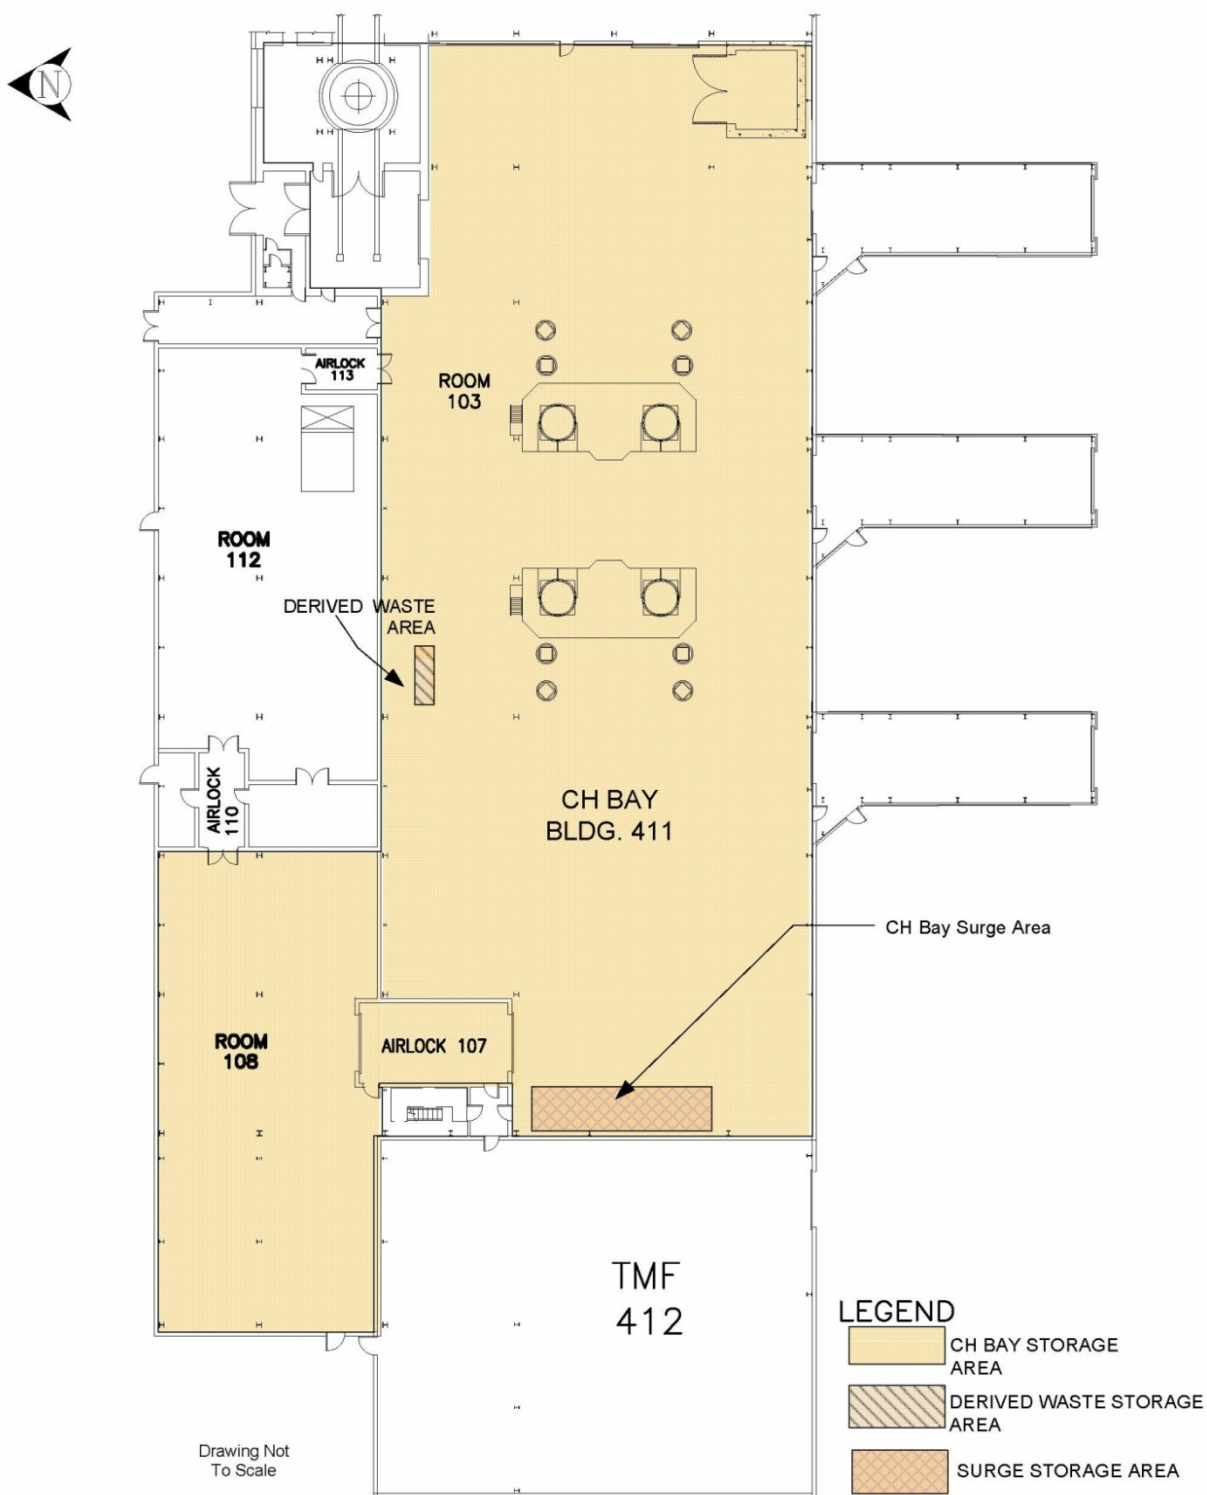 N
AIRLOCK
113
ROOM
103
ROOM
112
DERIVED WASTE
AREA
AIRLOCK
110
CH BAY
BLDG. 411
CH Bay Surge Area
ROOM
108
AIRLOCK 107
TMF
412
LEGEND
CH BAY STORAGE
AREA
DERIVED WASTE STORAGE
AREA
SURGE STORAGE AREA
Drawing Not
To Scale